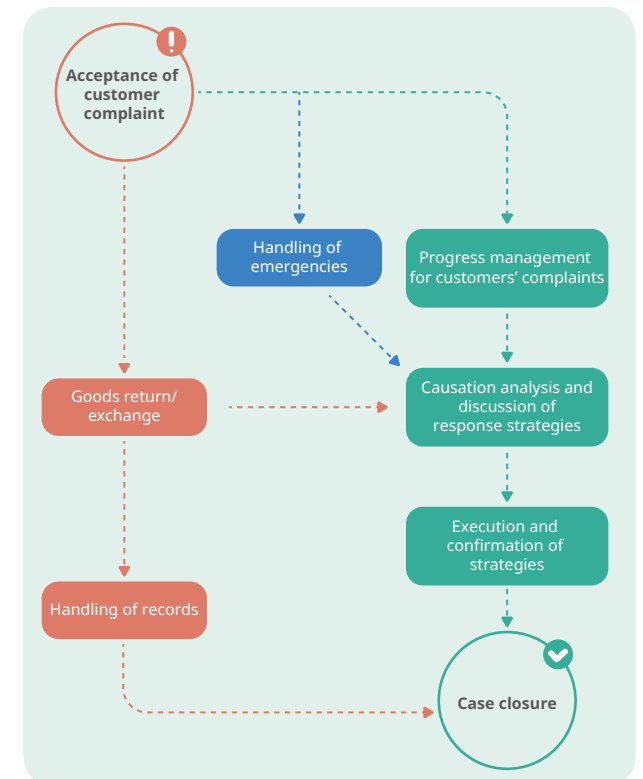 Acceptance of
customer
complaint
Handling of
emergencies
Progress management
for customers’ complaints
Goods return/
exchange
Causation analysis and
discussion of
response strategies
Execution and
confirmation of
strategies
Handling of records
Case closure